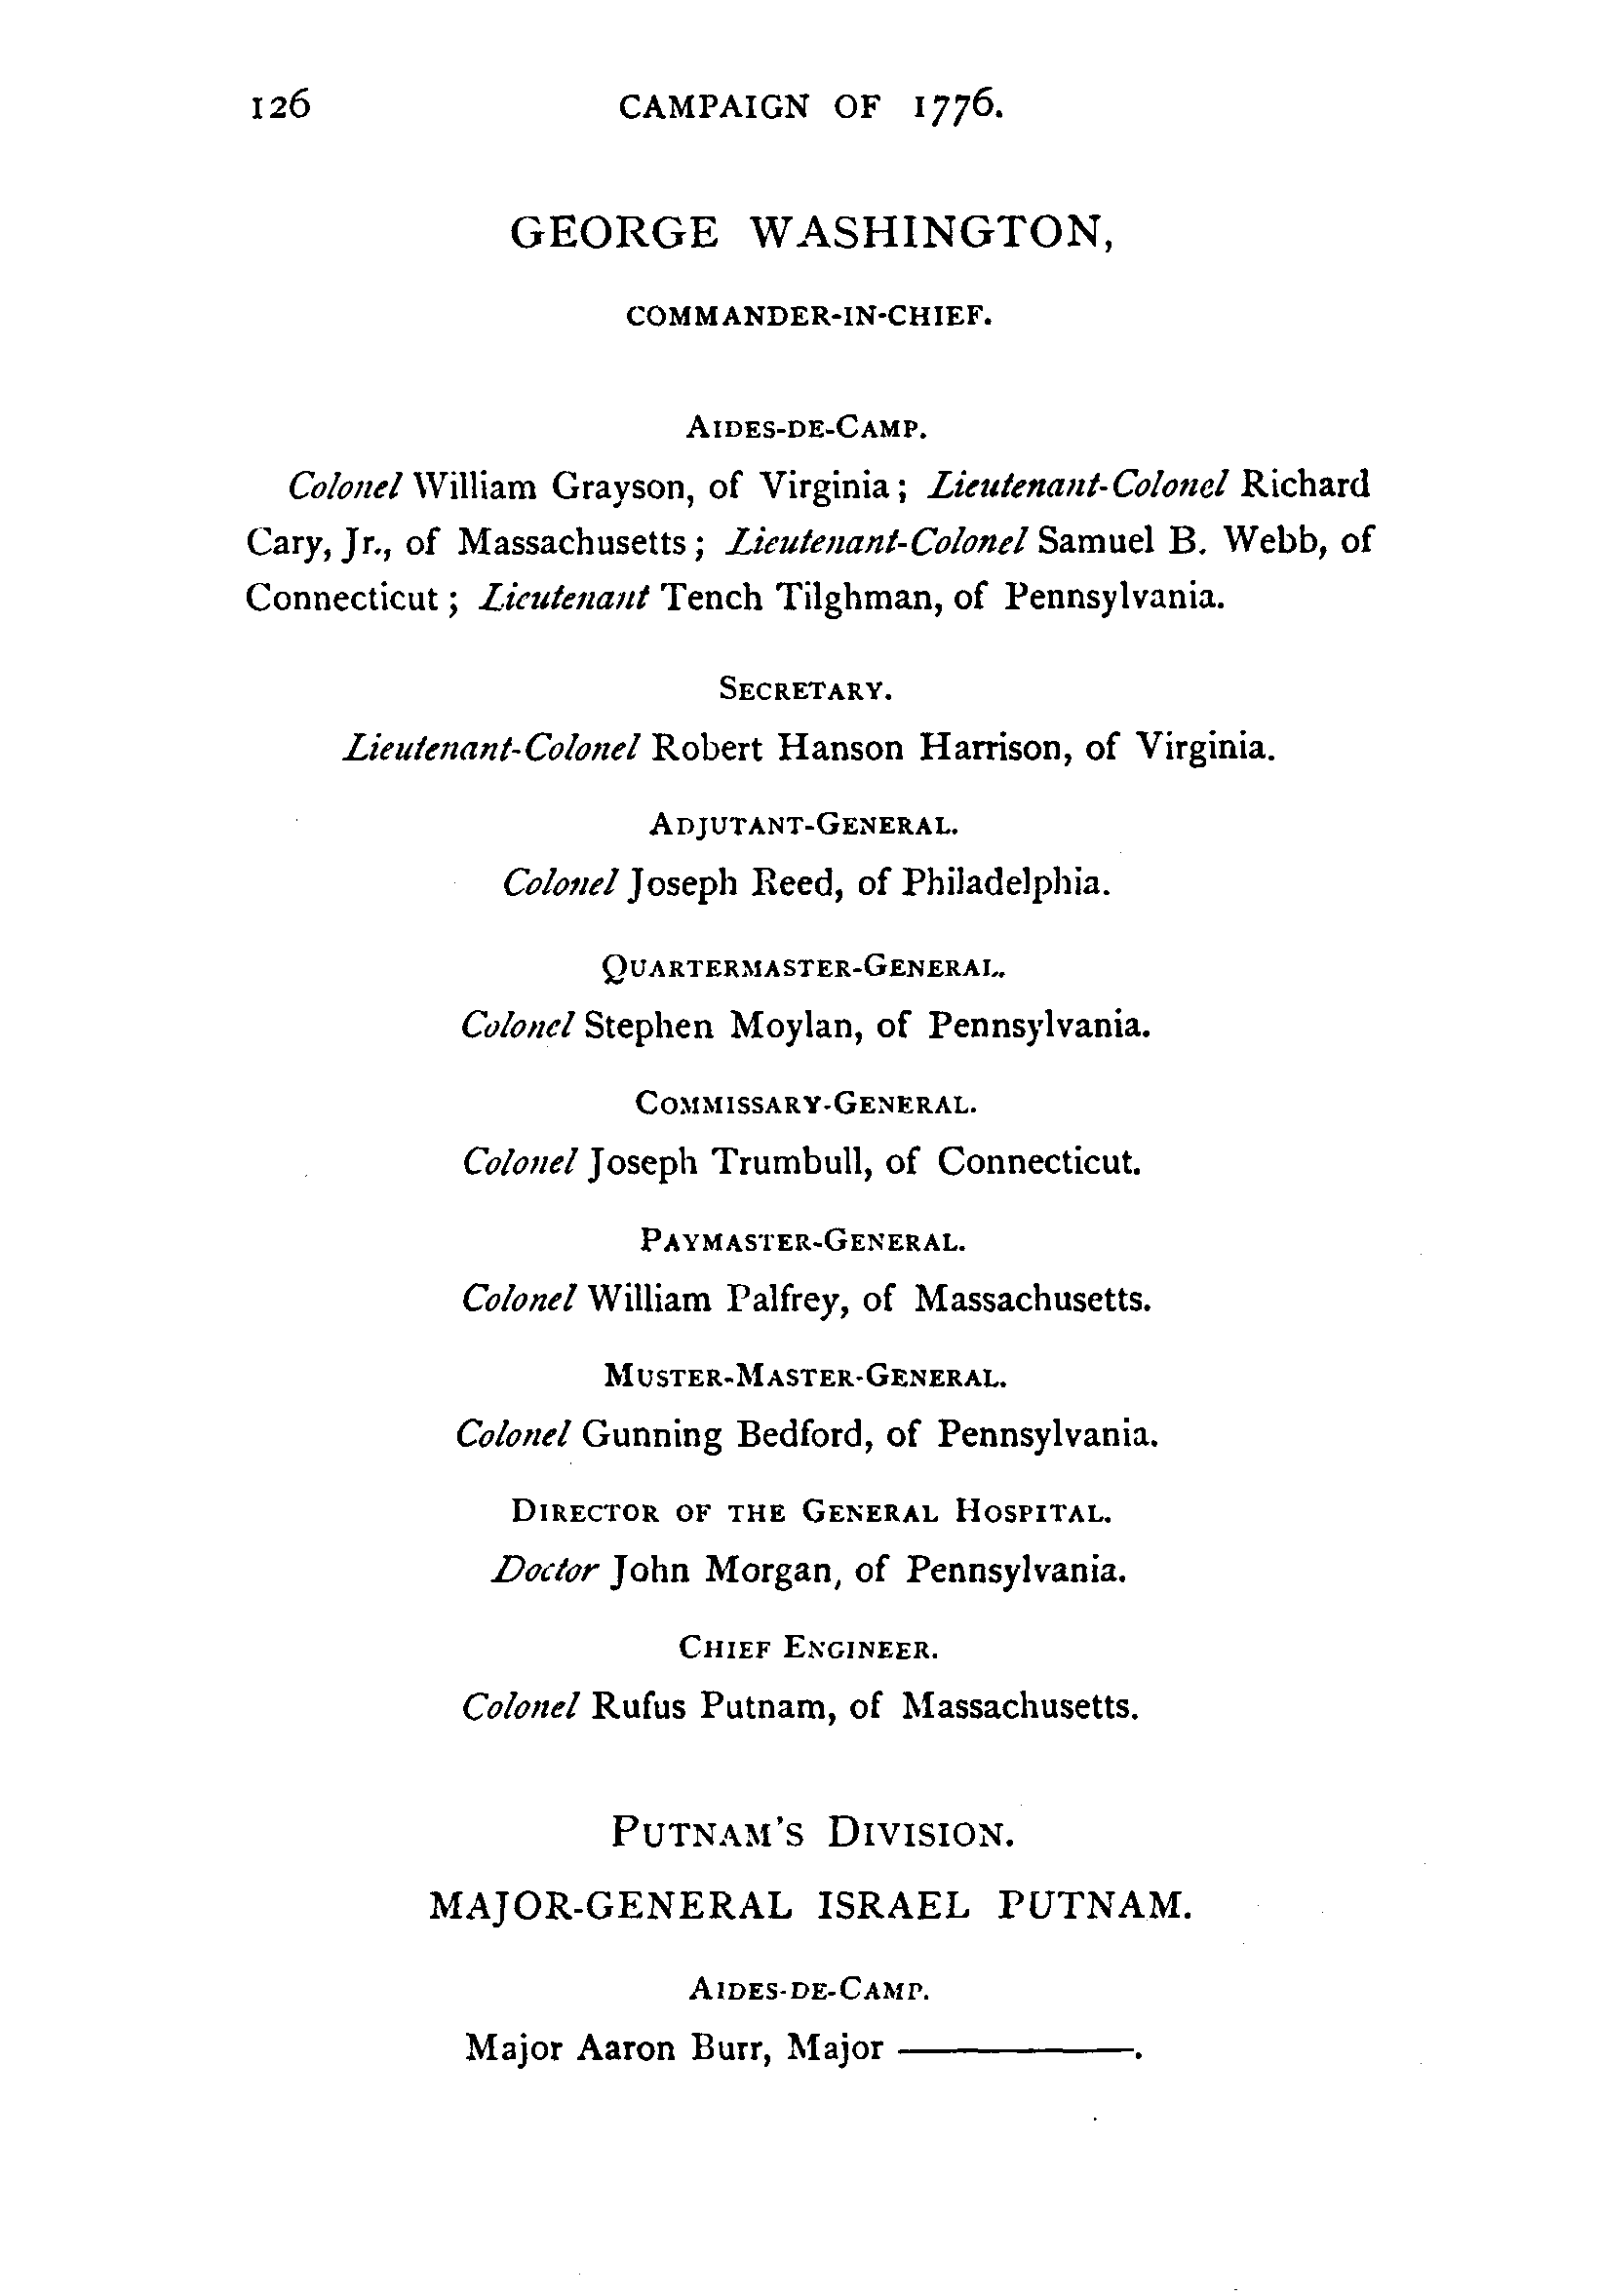 126 CAMPAIGN OF 1776.
GEORGE WASHINGTON,
COMMANDER-IN-CHIEF.
AIDES-DE-CAMP.
Colonel William Grayson, of Virginia; Lieutenant-Colonel Richard
Cary, Jr., of Massachusetts; Lieutenant-Colonel Samuel B. Webb, of
Connecticut; Lieutenant Tench Tilghman, of Pennsylvania.
SECRETARY.
Lieutenant-Colonel Robert Hanson Harrison, of Virginia.
ADJUTANT-GENERAL.
Colonel Joseph Reed, of Philadelphia.
QUARTERMASTER-GENERAL.
Colonel Stephen Moylan, of Pennsylvania.
COMMISSARY-GENERAL.
Colonel Joseph Trumbull, of Connecticut.
PAYMASTER-GENERAL.
Colonel William Palfrey, of Massachusetts.
MUSTER-MASTER-GENERAL.
Colonel Gunning Bedford, of Pennsylvania.
DIRECTOR OF THE GENERAL HOSPITAL.
Doctor John Morgan, of Pennsylvania.
CHIEF ENGINEER.
Colonel Rufus Putnam, of Massachusetts.
PUTNAM'S DIVISION.
MAJOR-GENERAL ISRAEL PUTNAM.
AIDES-DE-CAMP.
Major Aaron Burr, Major ———.